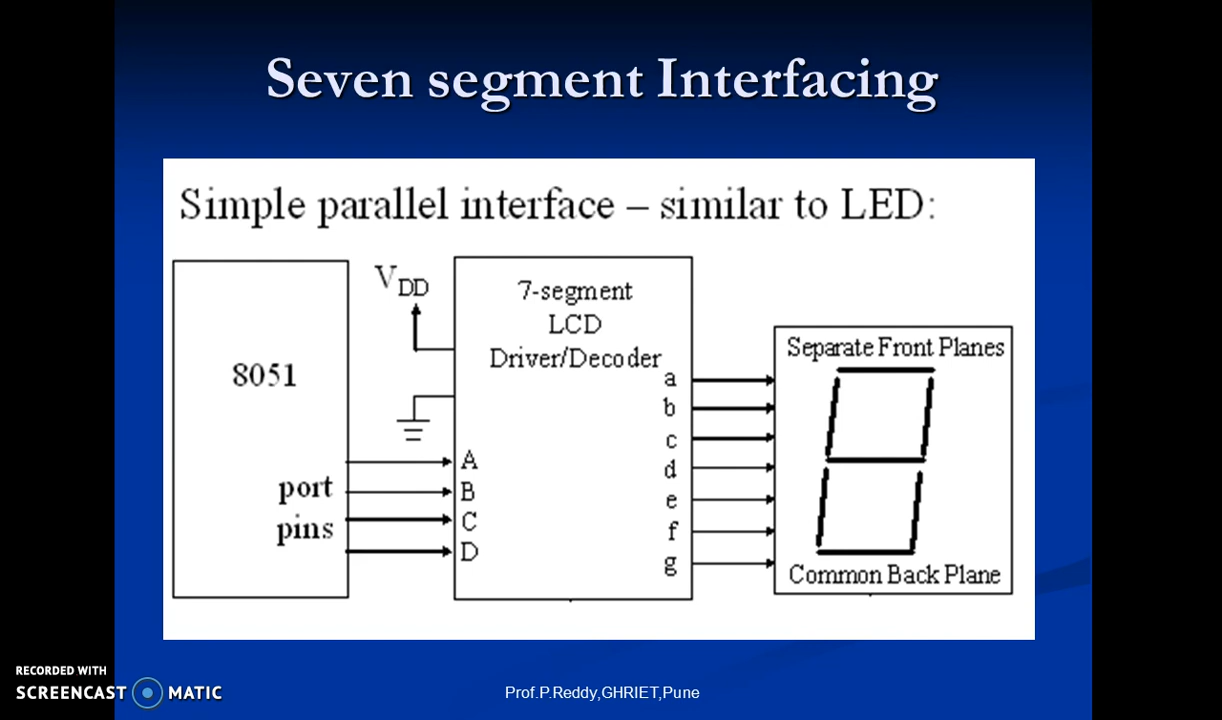 Seven segment Interfacing
Simple parallel interface – similar to LED:
8051
port
pins
VDD
7-segment
LCD
Driver/Decoder
A
B
C
D
a
b
c
d
e
f
g
Separate Front Planes
Common Back Plane
RECORDED WITH
SCREENCAST MATIC
Prof.P.Reddy,GHRIET,Pune